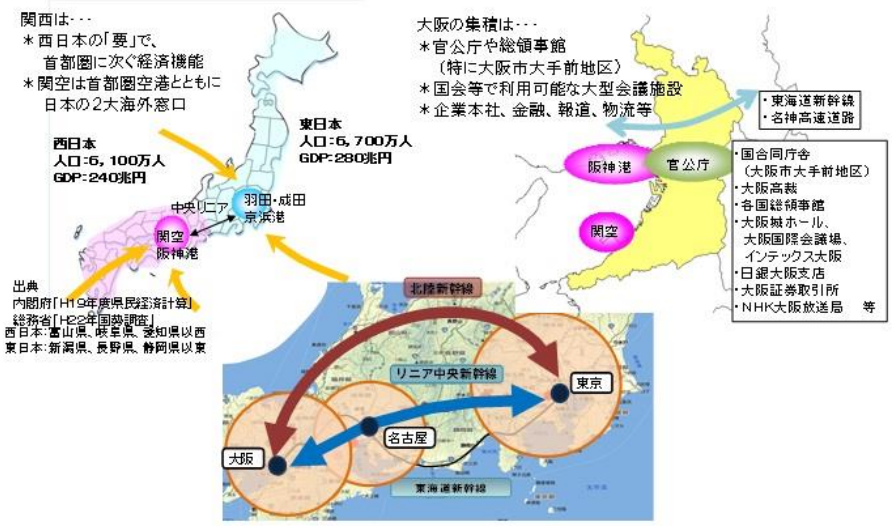 関西は・・・
＊西日本の「要」で、
首都圏に次ぐ経済機能
＊関空は首都圏空港とともに
日本の２大海外窓口
東日本
人口：6,700万人
GDP：280兆円
西日本
人口：6,100万人
GDP：240兆円
中央リニア
羽田・成田
京浜港
関空
阪神港
出典
内閣府「H19年度県民経済計算」
総務省「H22年国勢調査」
西日本：富山県、岐阜県、愛知県以西
東日本：新潟県、長野県、静岡県以東
大阪の集積は・・・
＊官公庁や総領事館
（特に大阪市大手前地区）
＊国会等で利用可能な大型会議施設
＊企業本社、金融、報道、物流等
・東海道新幹線
・名神高速道路
阪神港
官公庁
関空
・国合同庁舎
（大阪市大手前地区）
・大阪高裁
・各国総領事館
・大阪城ホール、
大阪国際会議場、
インテックス大阪
・日銀大阪支店
・大阪証券取引所
・NHK大阪放送局　等
北陸新幹線
リニア中央新幹線
東京
名古屋
大阪
東海道新幹線